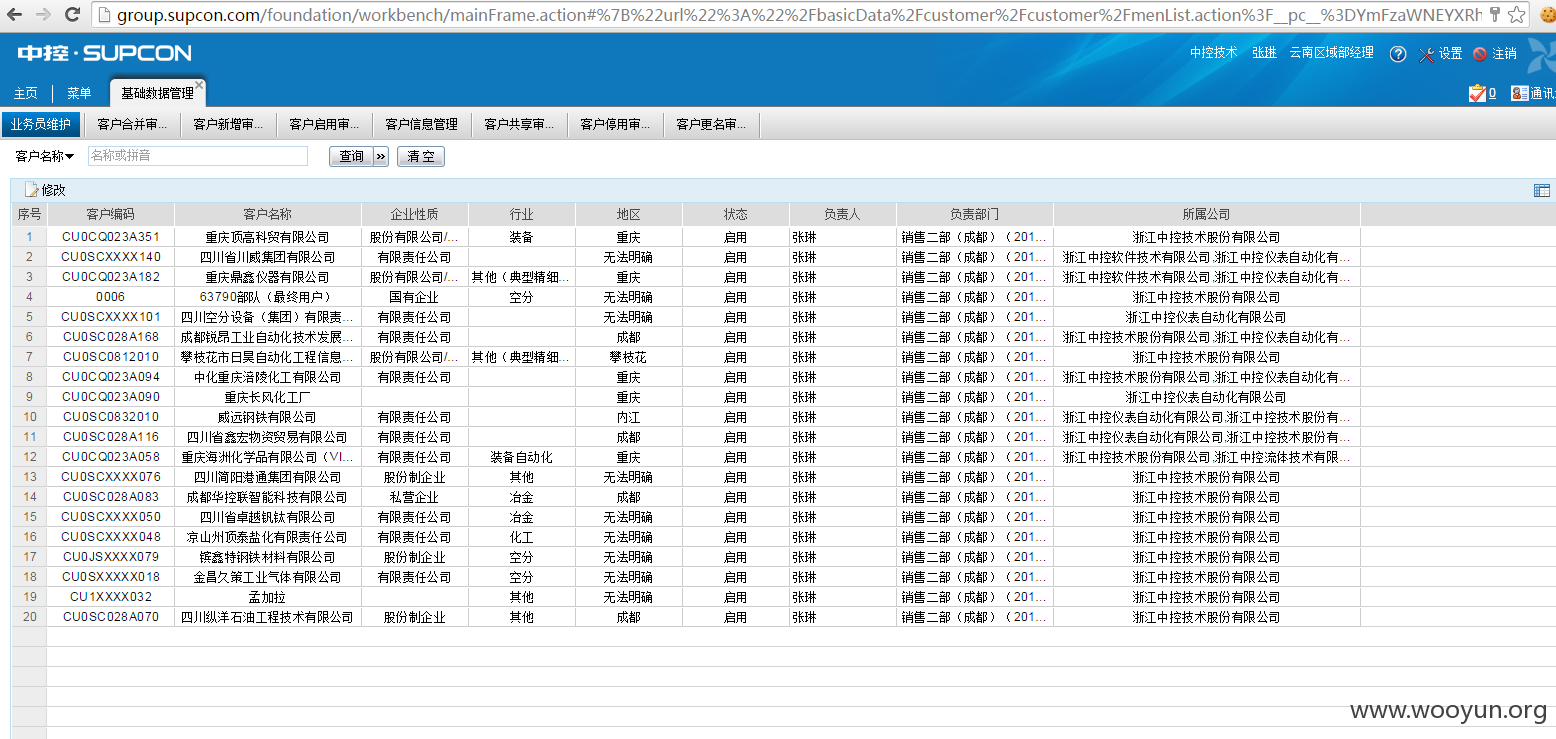 group.supcon.com/foundation/workbench/mainFrame.action#%7B%22url%22%3A%22%2FbasicData%2Fcustomer%2Fcustomer%2FmenList.action%3F__pc__%3DYmFzaWNEYXRh
中控·SUPCON
中控技术 张琳 云南区域部经理 ? 设置 注销
主页 菜单 基础数据管理 0 通讯
业务员维护 客户合并审... 客户新增审... 客户启用审... 客户信息管理 客户共享审... 客户停用审... 客户更名审...
客户名称 名称或拼音 查询 » 清空
修改
序号 客户编码 客户名称 企业性质 行业 地区 状态 负责人 负责部门 所属公司
1 CU0CQ023A351 重庆顶高科贸有限公司 股份有限公司/... 装备 重庆 启用 张琳 销售二部（成都）（201... 浙江中控技术股份有限公司
2 CU0SCXXXX140 四川省川威集团有限公司 有限责任公司 无法明确 启用 张琳 销售二部（成都）（201... 浙江中控软件技术有限公司,浙江中控仪表自动化有...
3 CU0CQ023A182 重庆鼎鑫仪器有限公司 股份有限公司/... 其他（典型精细... 重庆 启用 张琳 销售二部（成都）（201... 浙江中控软件技术有限公司,浙江中控仪表自动化有...
4 0006 63790部队（最终用户） 国有企业 空分 无法明确 启用 张琳 销售二部（成都）（201... 浙江中控技术股份有限公司
5 CU0SCXXXX101 四川空分设备（集团）有限责... 有限责任公司 无法明确 启用 张琳 销售二部（成都）（201... 浙江中控仪表自动化有限公司
6 CU0SC028A168 成都锐昂工业自动化技术发展... 有限责任公司 成都 启用 张琳 销售二部（成都）（201... 浙江中控技术股份有限公司,浙江中控仪表自动化有...
7 CU0SC0812010 攀枝花市日昊自动化工程信息... 股份有限公司/... 其他（典型精细... 攀枝花 启用 张琳 销售二部（成都）（201... 浙江中控技术股份有限公司
8 CU0CQ023A094 中化重庆涪陵化工有限公司 有限责任公司 重庆 启用 张琳 销售二部（成都）（201... 浙江中控技术股份有限公司,浙江中控仪表自动化有...
9 CU0CQ023A090 重庆长风化工厂 重庆 启用 张琳 销售二部（成都）（201... 浙江中控仪表自动化有限公司
10 CU0SC0832010 威远钢铁有限公司 有限责任公司 内江 启用 张琳 销售二部（成都）（201... 浙江中控仪表自动化有限公司,浙江中控技术股份有...
11 CU0SC028A116 四川省鑫宏物资贸易有限公司 有限责任公司 成都 启用 张琳 销售二部（成都）（201... 浙江中控仪表自动化有限公司,浙江中控技术股份有...
12 CU0CQ023A058 重庆海洲化学品有限公司（VI... 有限责任公司 装备自动化 重庆 启用 张琳 销售二部（成都）（201... 浙江中控技术股份有限公司,浙江中控流体技术有限...
13 CU0SCXXXX076 四川简阳港通集团有限公司 股份制企业 其他 无法明确 启用 张琳 销售二部（成都）（201... 浙江中控技术股份有限公司
14 CU0SC028A083 成都华控联智能科技有限公司 私营企业 冶金 成都 启用 张琳 销售二部（成都）（201... 浙江中控技术股份有限公司
15 CU0SCXXXX050 四川省卓越钒钛有限公司 有限责任公司 冶金 无法明确 启用 张琳 销售二部（成都）（201... 浙江中控技术股份有限公司
16 CU0SCXXXX048 京山州顶泰盐化有限责任公司 有限责任公司 化工 无法明确 启用 张琳 销售二部（成都）（201... 浙江中控技术股份有限公司
17 CU0JSXXXX079 镔鑫特钢铁材料有限公司 股份制企业 空分 无法明确 启用 张琳 销售二部（成都）（201... 浙江中控技术股份有限公司
18 CU0SXXXXX018 金昌久策工业气体有限公司 有限责任公司 空分 无法明确 启用 张琳 销售二部（成都）（201... 浙江中控技术股份有限公司
19 CU1XXXX032 孟加拉 其他 无法明确 启用 张琳 销售二部（成都）（201... 浙江中控技术股份有限公司
20 CU0SC028A070 四川纵洋石油工程技术有限公司 股份制企业 其他 成都 启用 张琳 销售二部（成都）（201... 浙江中控技术股份有限公司
www.wooyun.org